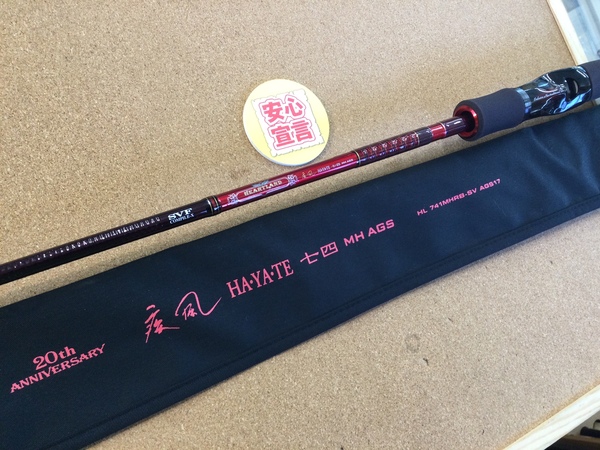 安心
宣言
HEARTLAND
SVF
COMPILE-X
20th
ANNIVERSARY
疾風 HA・YA・TE 七四 MH AGS
HL 741MHRB-SV AGS17